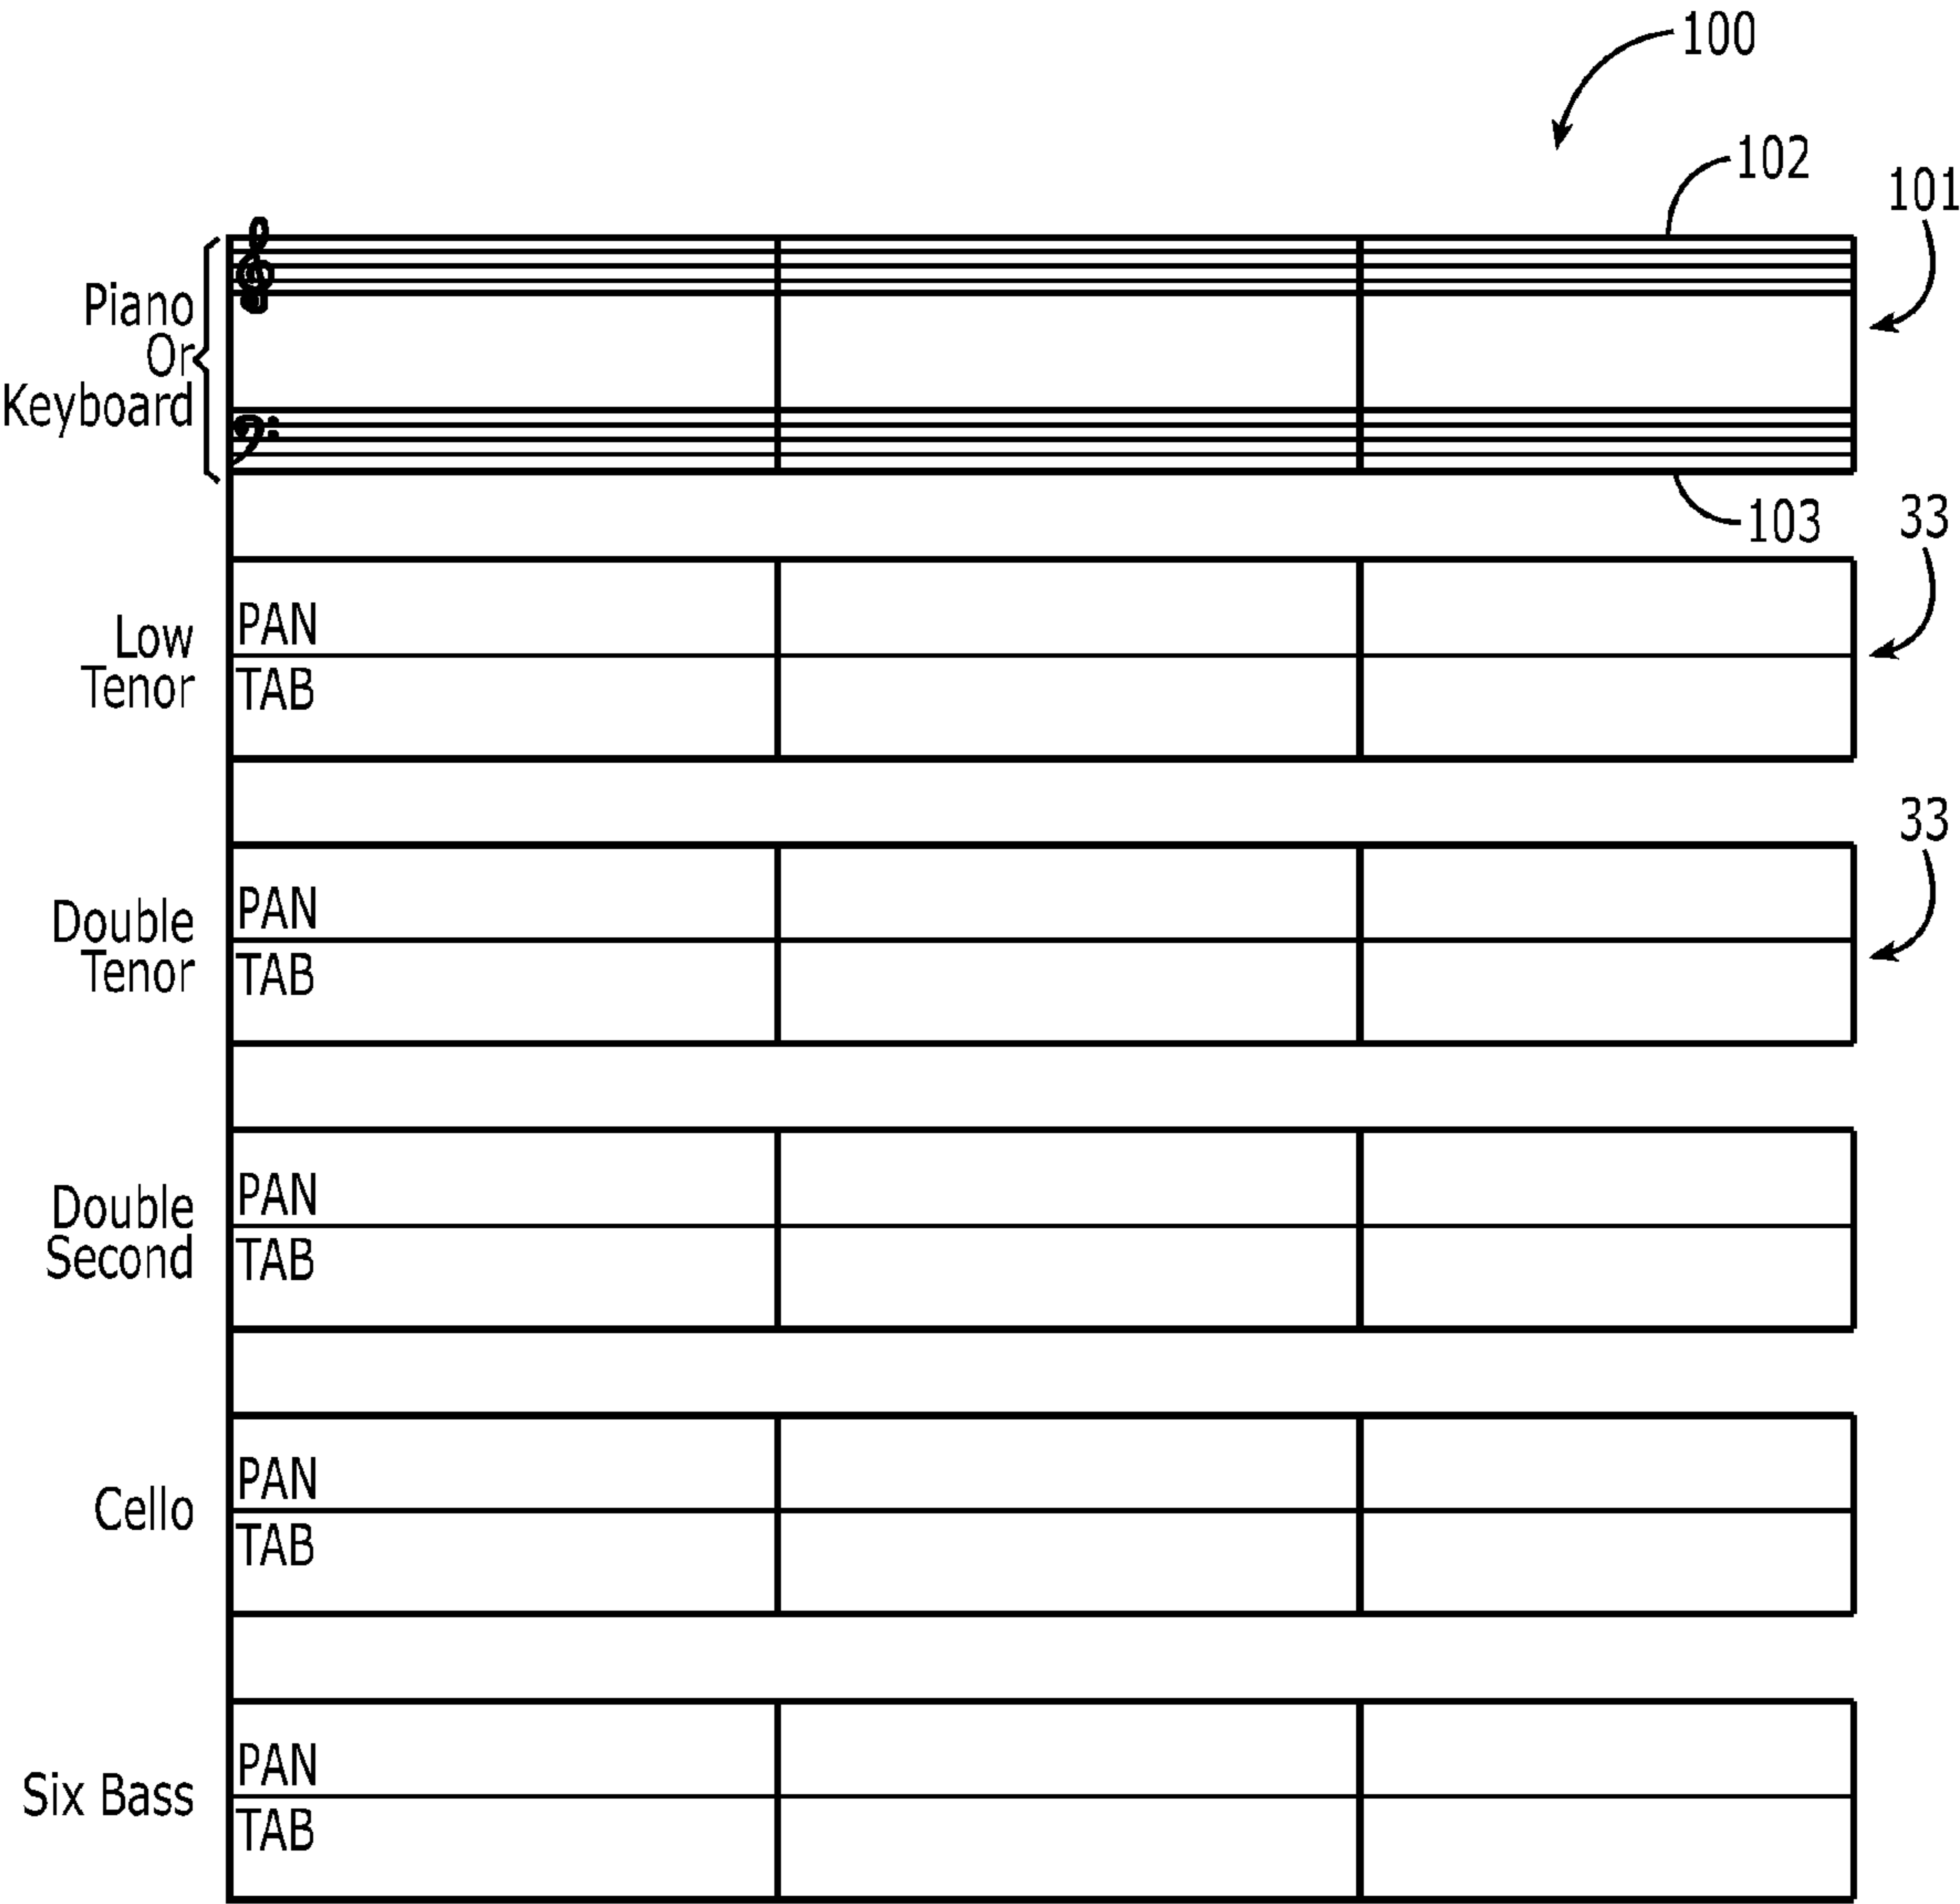 100
102
101
Piano
Or
Keyboard
103
33
Low
Tenor
PAN
TAB
33
Double
Tenor
PAN
TAB
Double
Second
PAN
TAB
Cello
PAN
TAB
Six Bass
PAN
TAB